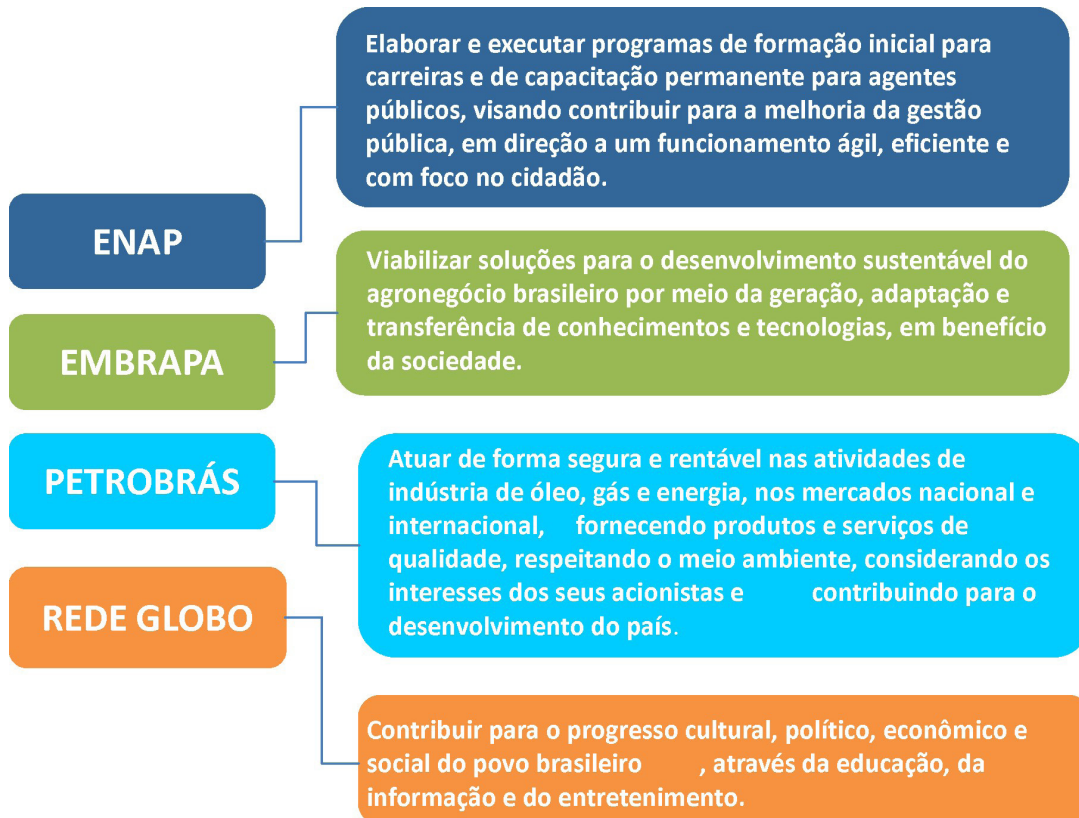 ENAP
Elaborar e executar programas de formação inicial para
carreiras e de capacitação permanente para agentes
públicos, visando contribuir para a melhoria da gestão
pública, em direção a um funcionamento ágil, eficiente e
com foco no cidadão.
EMBRAPA
Viabilizar soluções para o desenvolvimento sustentável do
agronegócio brasileiro por meio da geração, adaptação e
transferência de conhecimentos e tecnologias, em benefício
da sociedade.
PETROBRÁS
Atuar de forma segura e rentável nas atividades de
indústria de óleo, gás e energia, nos mercados nacional e
internacional, fornecendo produtos e serviços de
qualidade, respeitando o meio ambiente, considerando os
interesses dos seus acionistas e contribuindo para o
desenvolvimento do país.
REDE GLOBO
Contribuir para o progresso cultural, político, econômico e
social do povo brasileiro , através da educação, da
informação e do entretenimento.